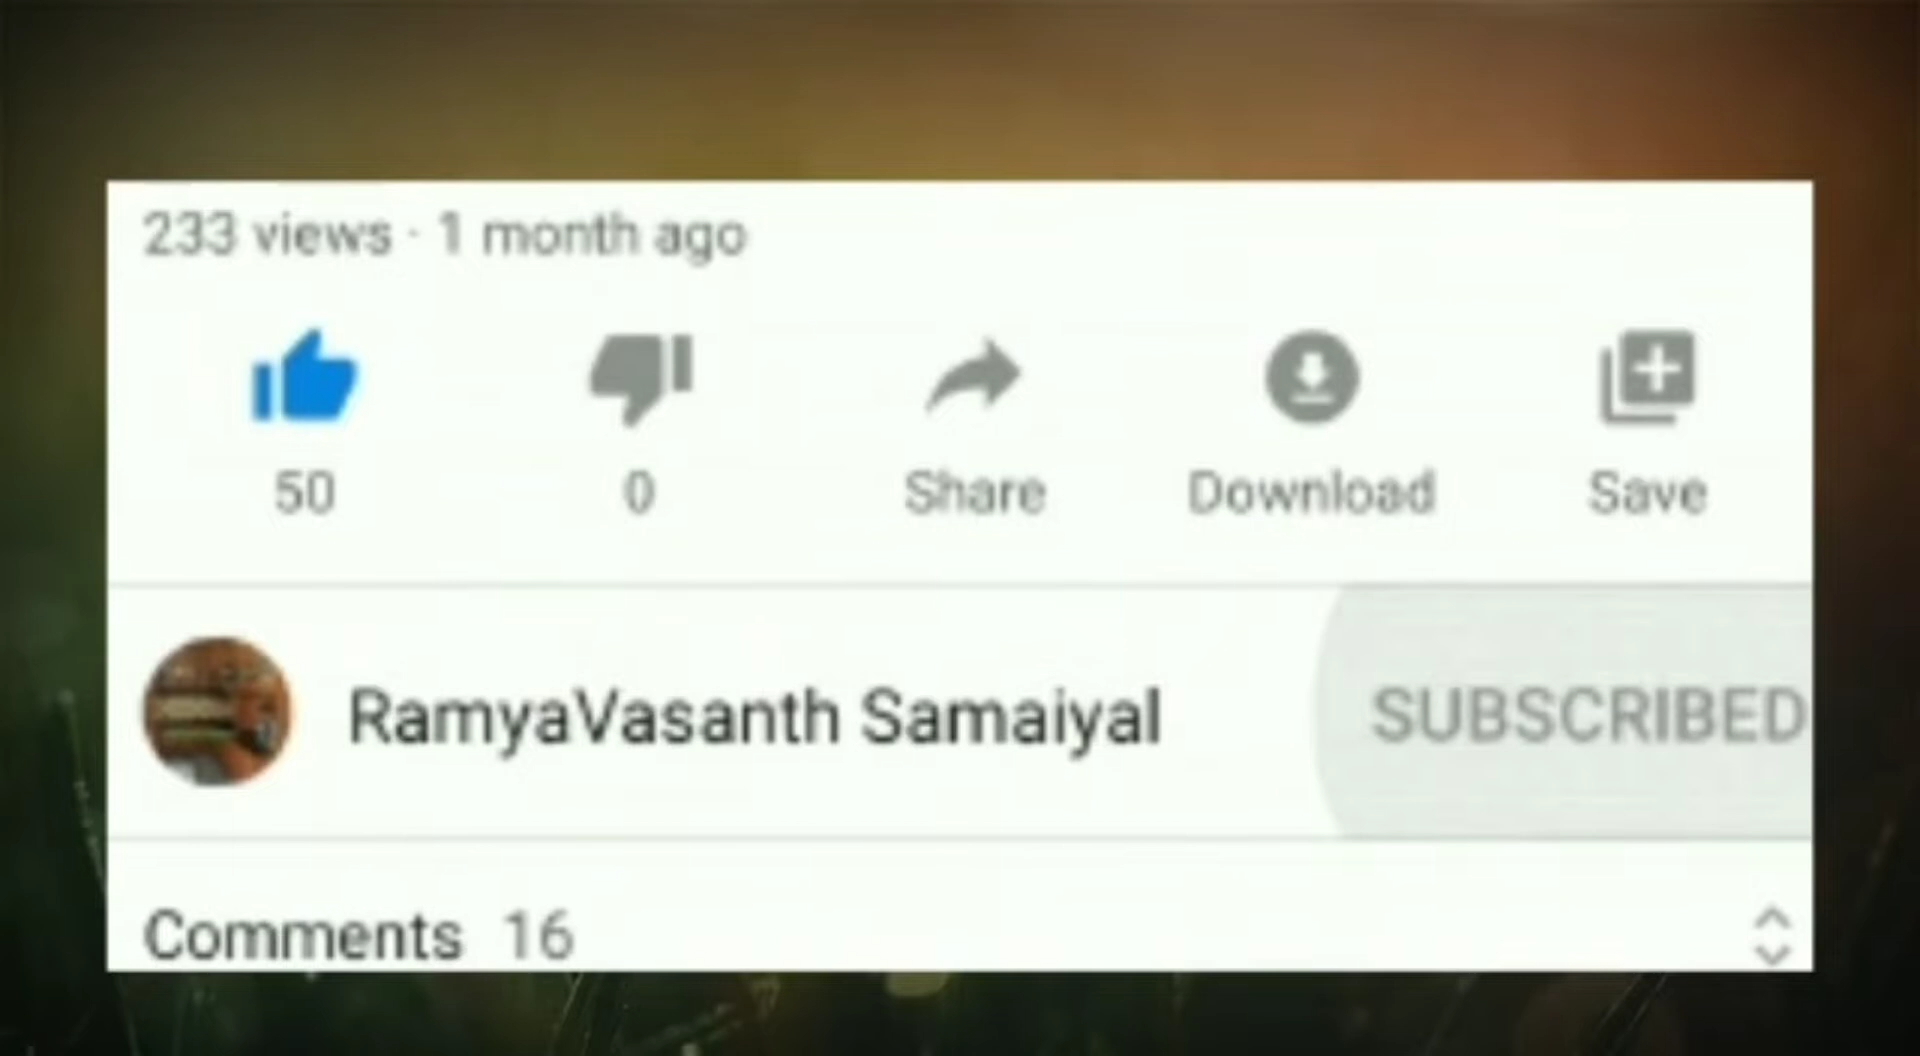 233 views · 1 month ago
50
0
Share
Download
Save
RamyaVasanth Samaiyal
SUBSCRIBED
Comments 16